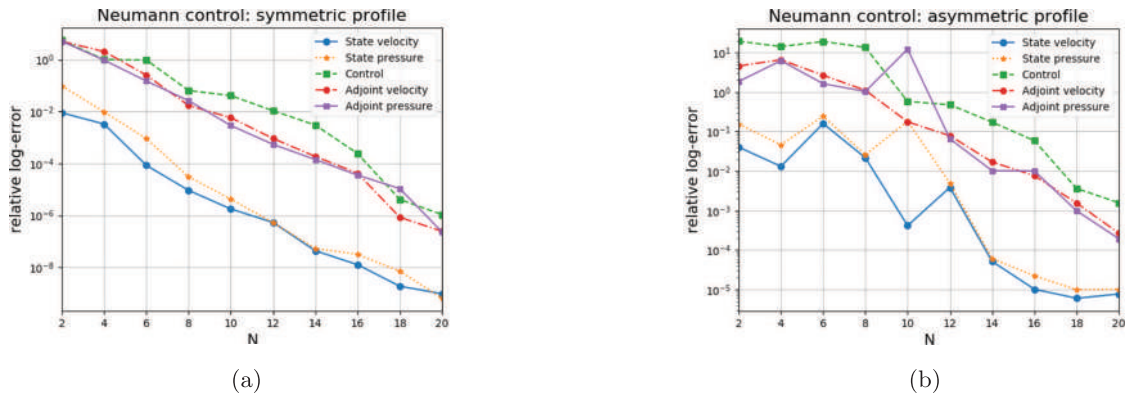 Neumann control: symmetric profile
State velocity
State pressure
Control
Adjoint velocity
Adjoint pressure
relative log-error
10^0
10^-2
10^-4
10^-6
10^-8
2 4 6 8 10 12 14 16 18 20
N
(a)
Neumann control: asymmetric profile
State velocity
State pressure
Control
Adjoint velocity
Adjoint pressure
relative log-error
10^1
10^0
10^-1
10^-2
10^-3
10^-4
10^-5
2 4 6 8 10 12 14 16 18 20
N
(b)